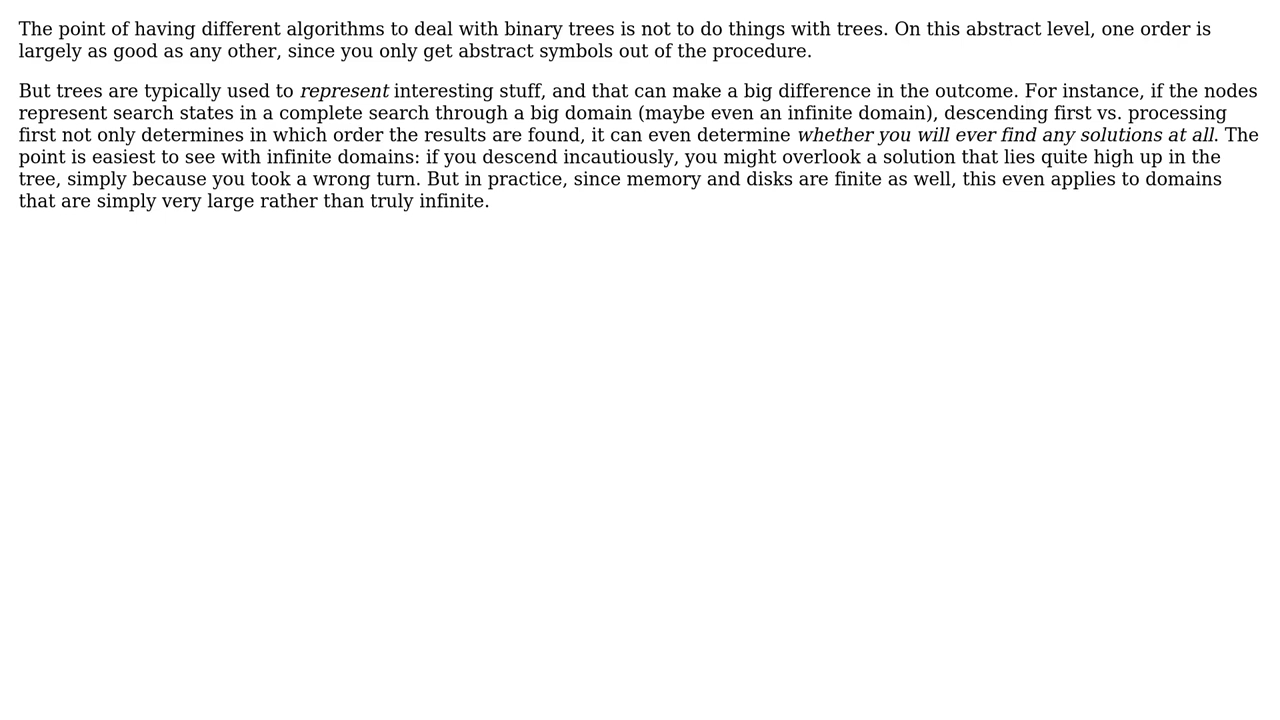 The point of having different algorithms to deal with binary trees is not to do things with trees. On this abstract level, one order is
largely as good as any other, since you only get abstract symbols out of the procedure.
But trees are typically used to represent interesting stuff, and that can make a big difference in the outcome. For instance, if the nodes
represent search states in a complete search through a big domain (maybe even an infinite domain), descending first vs. processing
first not only determines in which order the results are found, it can even determine whether you will ever find any solutions at all. The
point is easiest to see with infinite domains: if you descend incautiously, you might overlook a solution that lies quite high up in the
tree, simply because you took a wrong turn. But in practice, since memory and disks are finite as well, this even applies to domains
that are simply very large rather than truly infinite.